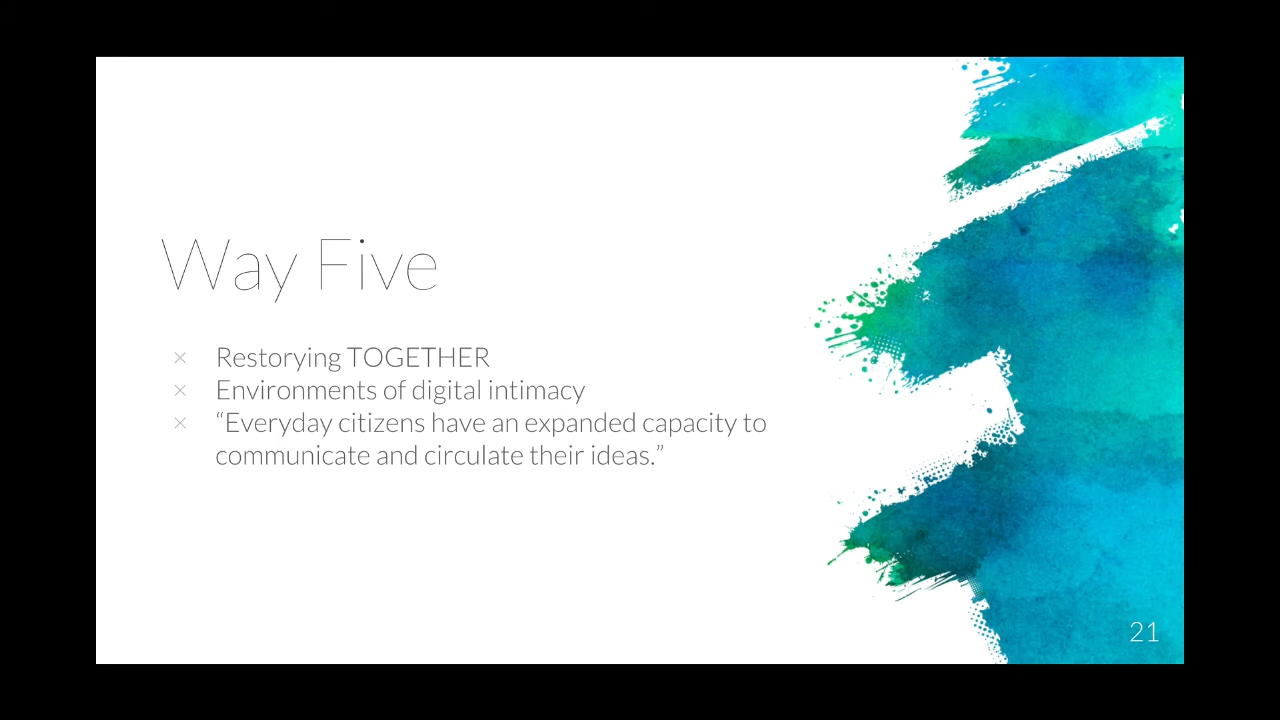 Way Five
× Restorying TOGETHER
× Environments of digital intimacy
× “Everyday citizens have an expanded capacity to
communicate and circulate their ideas.”
21